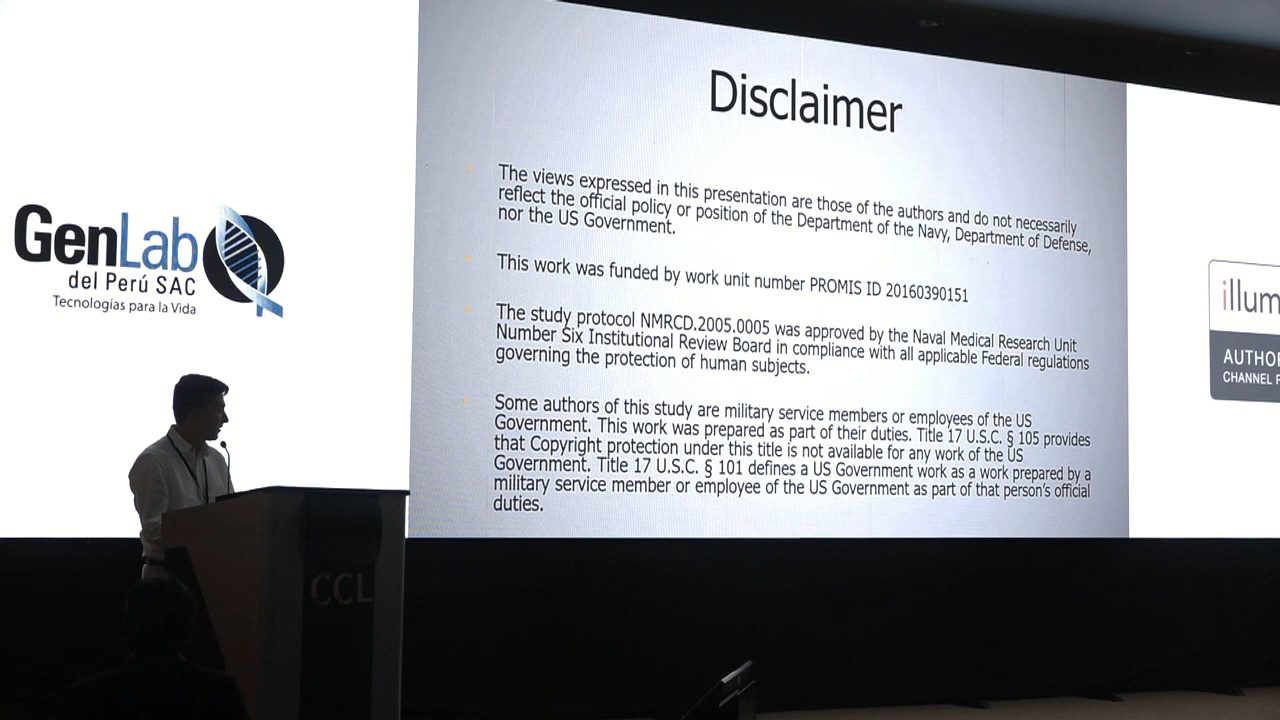 Disclaimer
The views expressed in this presentation are those of the authors and do not necessarily
reflect the official policy or position of the Department of the Navy, Department of Defense,
nor the US Government.
This work was funded by work unit number PROMIS ID 20160390151
The study protocol NMRCD.2005.0005 was approved by the Naval Medical Research Unit
Number Six Institutional Review Board in compliance with all applicable Federal regulations
governing the protection of human subjects.
Some authors of this study are military service members or employees of the US
Government. This work was prepared as part of their duties. Title 17 U.S.C. § 105 provides
that Copyright protection under this title is not available for any work of the US
Government. Title 17 U.S.C. § 101 defines a US Government work as a work prepared by a
military service member or employee of the US Government as part of that person's official
duties.
GenLab
del Perú SAC
Tecnologías para la Vida
illum
AUTHO
CHANNEL P
CCL